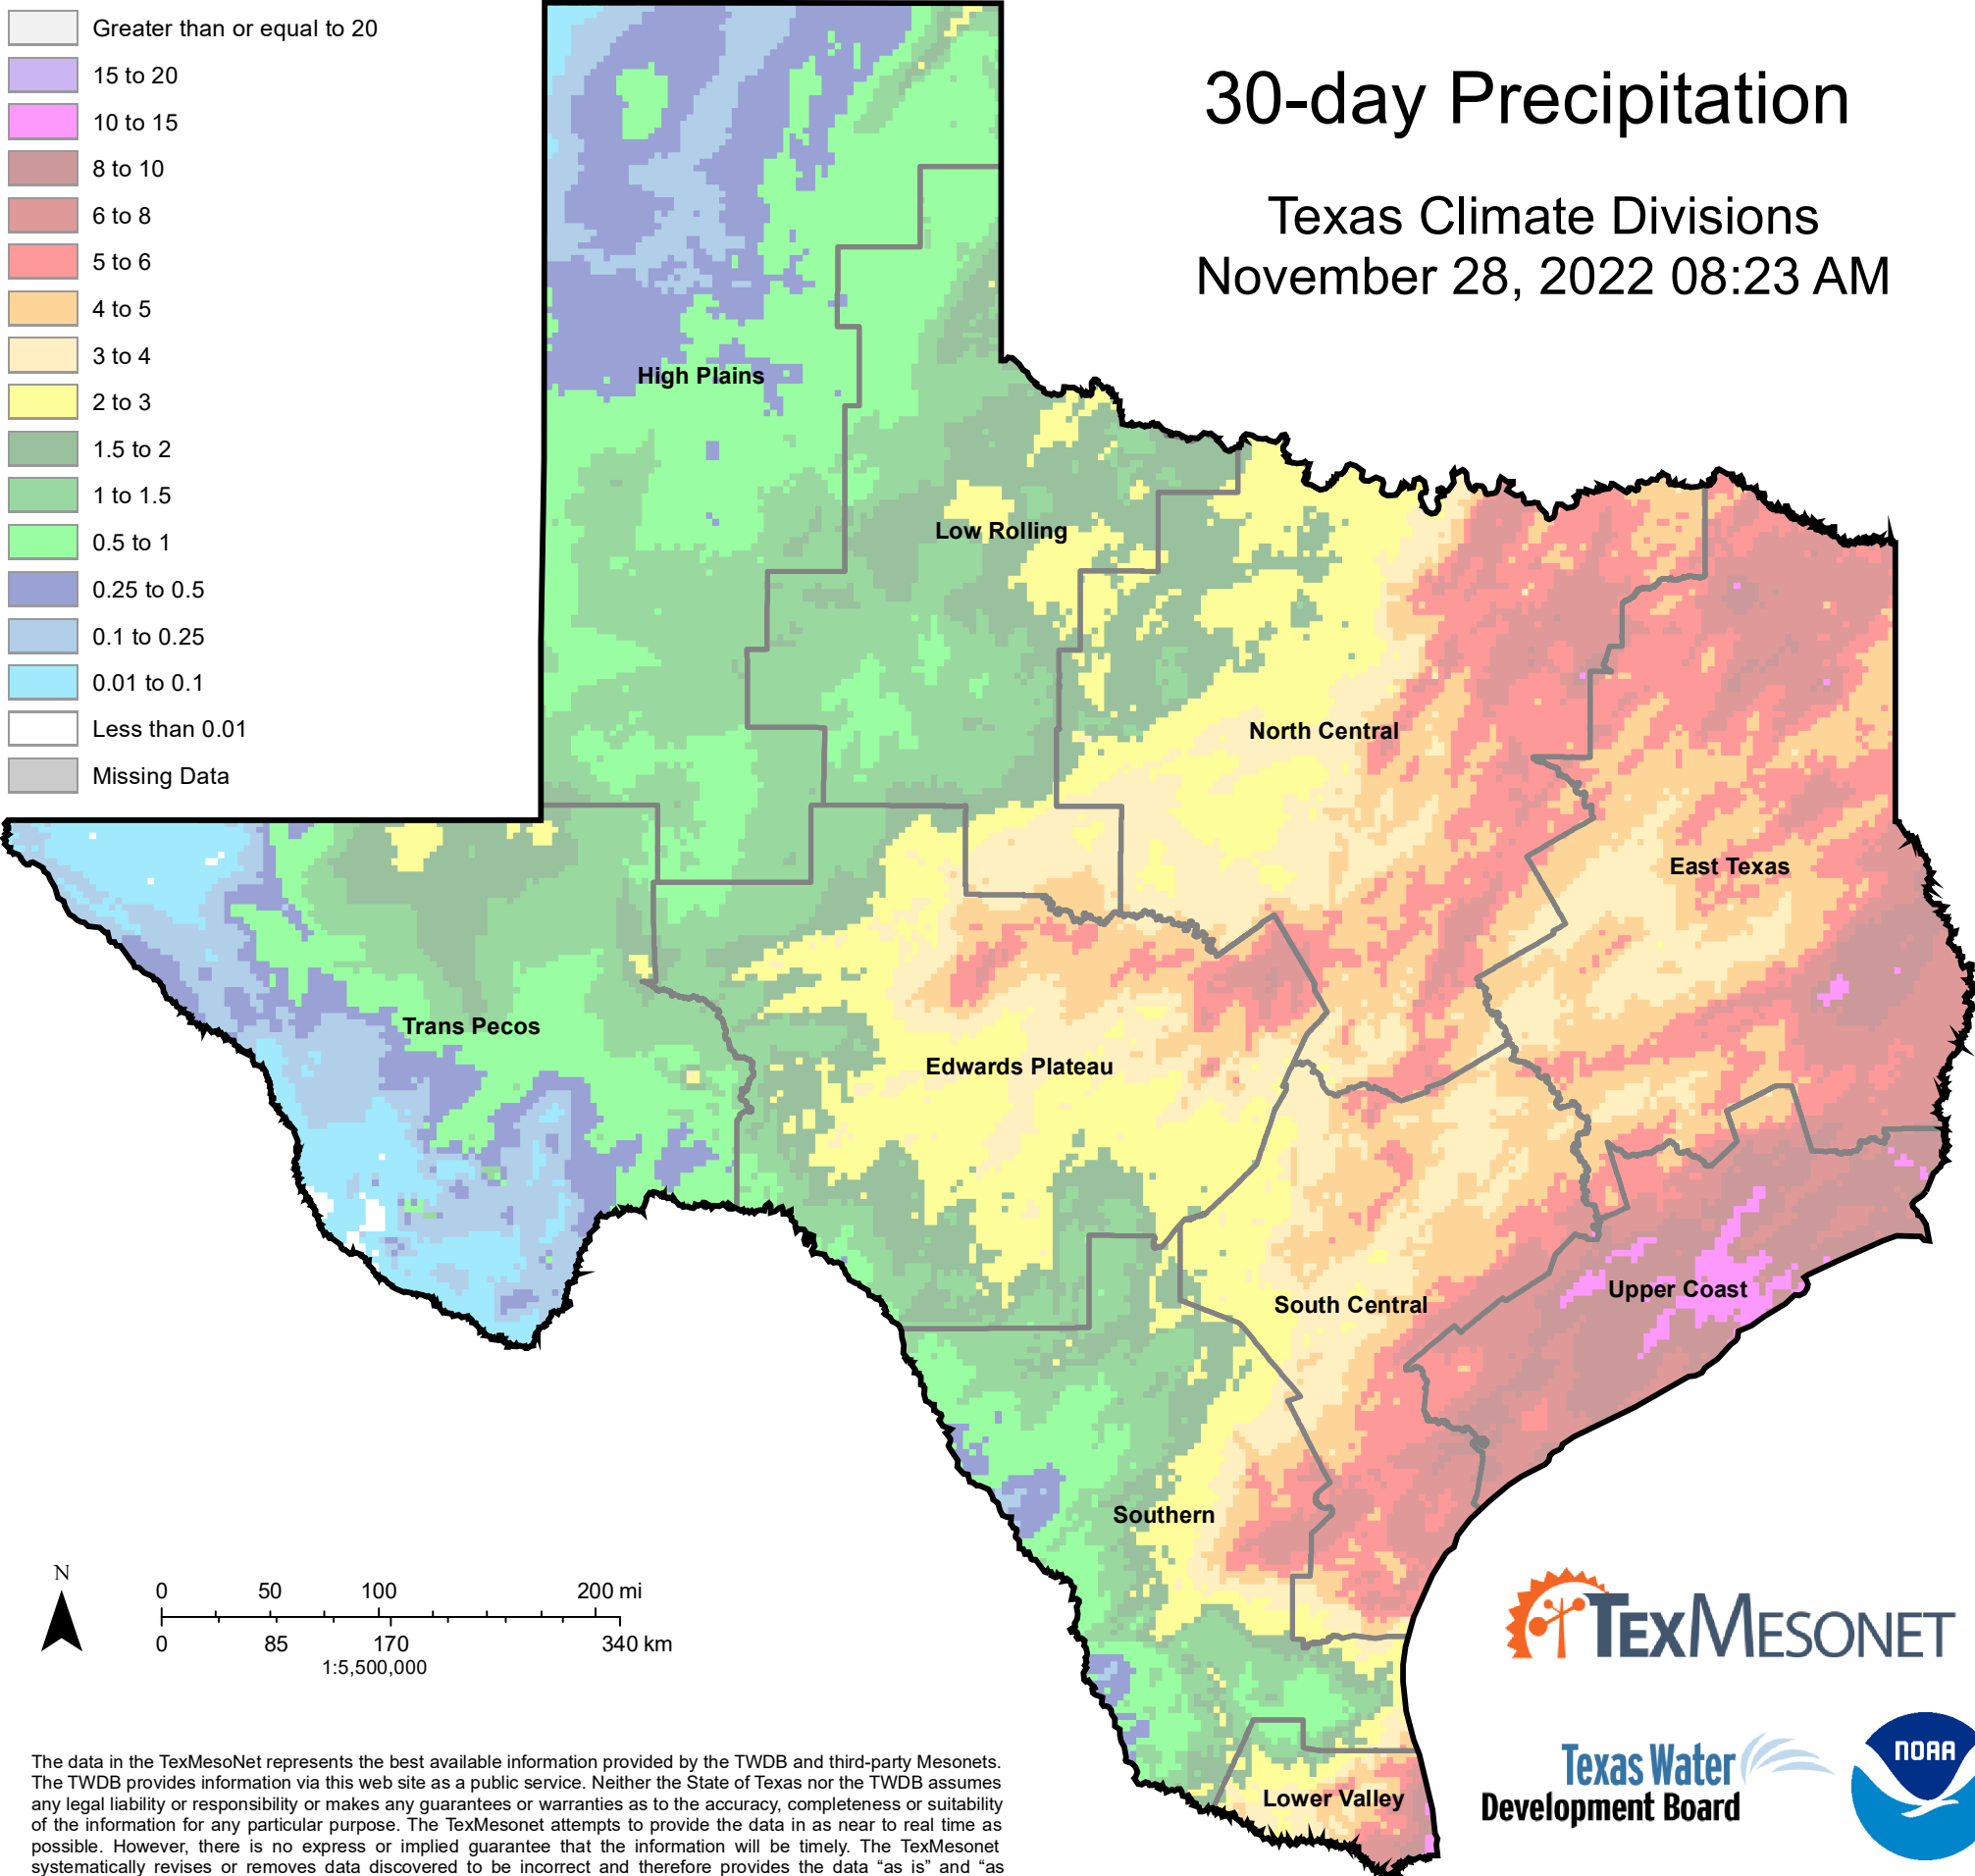 Greater than or equal to 20
15 to 20
10 to 15
8 to 10
6 to 8
5 to 6
4 to 5
3 to 4
2 to 3
1.5 to 2
1 to 1.5
0.5 to 1
0.25 to 0.5
0.1 to 0.25
0.01 to 0.1
Less than 0.01
Missing Data
30-day Precipitation
Texas Climate Divisions
November 28, 2022 08:23 AM
High Plains
Low Rolling
North Central
East Texas
Trans Pecos
Edwards Plateau
Upper Coast
South Central
Southern
Lower Valley
N
0 50 100 200 mi
0 85 170 340 km
1:5,500,000
TEXMESONET
Texas Water
Development Board
NOAA
The data in the TexMesoNet represents the best available information provided by the TWDB and third-party Mesonets.
The TWDB provides information via this web site as a public service. Neither the State of Texas nor the TWDB assumes
any legal liability or responsibility or makes any guarantees or warranties as to the accuracy, completeness or suitability
of the information for any particular purpose. The TexMesonet attempts to provide the data in as near to real time as
possible. However, there is no express or implied guarantee that the information will be timely. The TexMesonet
systematically revises or removes data discovered to be incorrect and therefore provides the data “as is” and “as